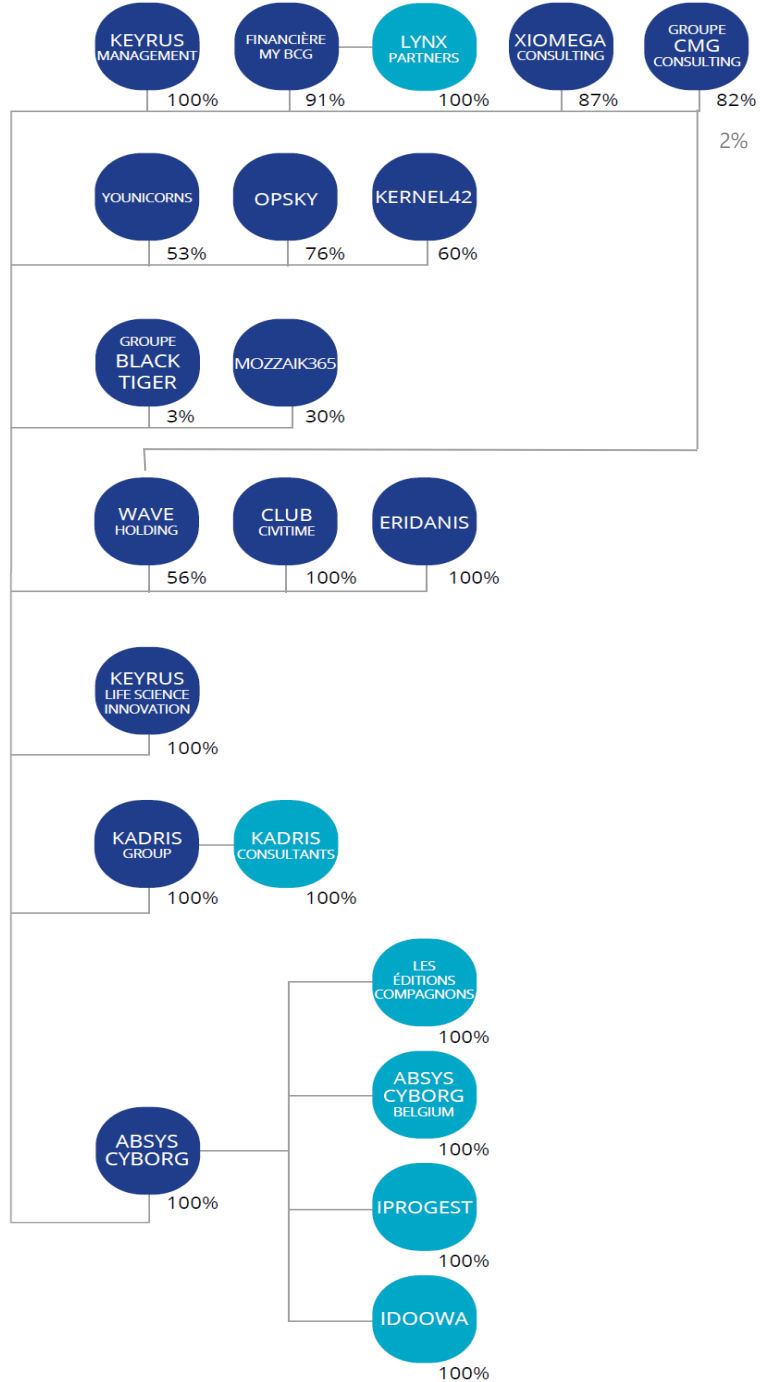 KEYRUS
MANAGEMENT
100%
FINANCIÈRE
MY BCG
91%
LYNX
PARTNERS
100%
XIOMEGA
CONSULTING
87%
GROUPE
CMG
CONSULTING
82%
2%
YOUNICORNS
53%
OPSKY
76%
KERNEL42
60%
GROUPE
BLACK
TIGER
3%
MOZZAIK365
30%
WAVE
HOLDING
56%
CLUB
CIVITIME
100%
ERIDANIS
100%
KEYRUS
LIFE SCIENCE
INNOVATION
100%
KADRIS
GROUP
100%
KADRIS
CONSULTANTS
100%
LES
ÉDITIONS
COMPAGNONS
100%
ABSYS
CYBORG
BELGIUM
100%
ABSYS
CYBORG
100%
IPROGEST
100%
IDOOWA
100%